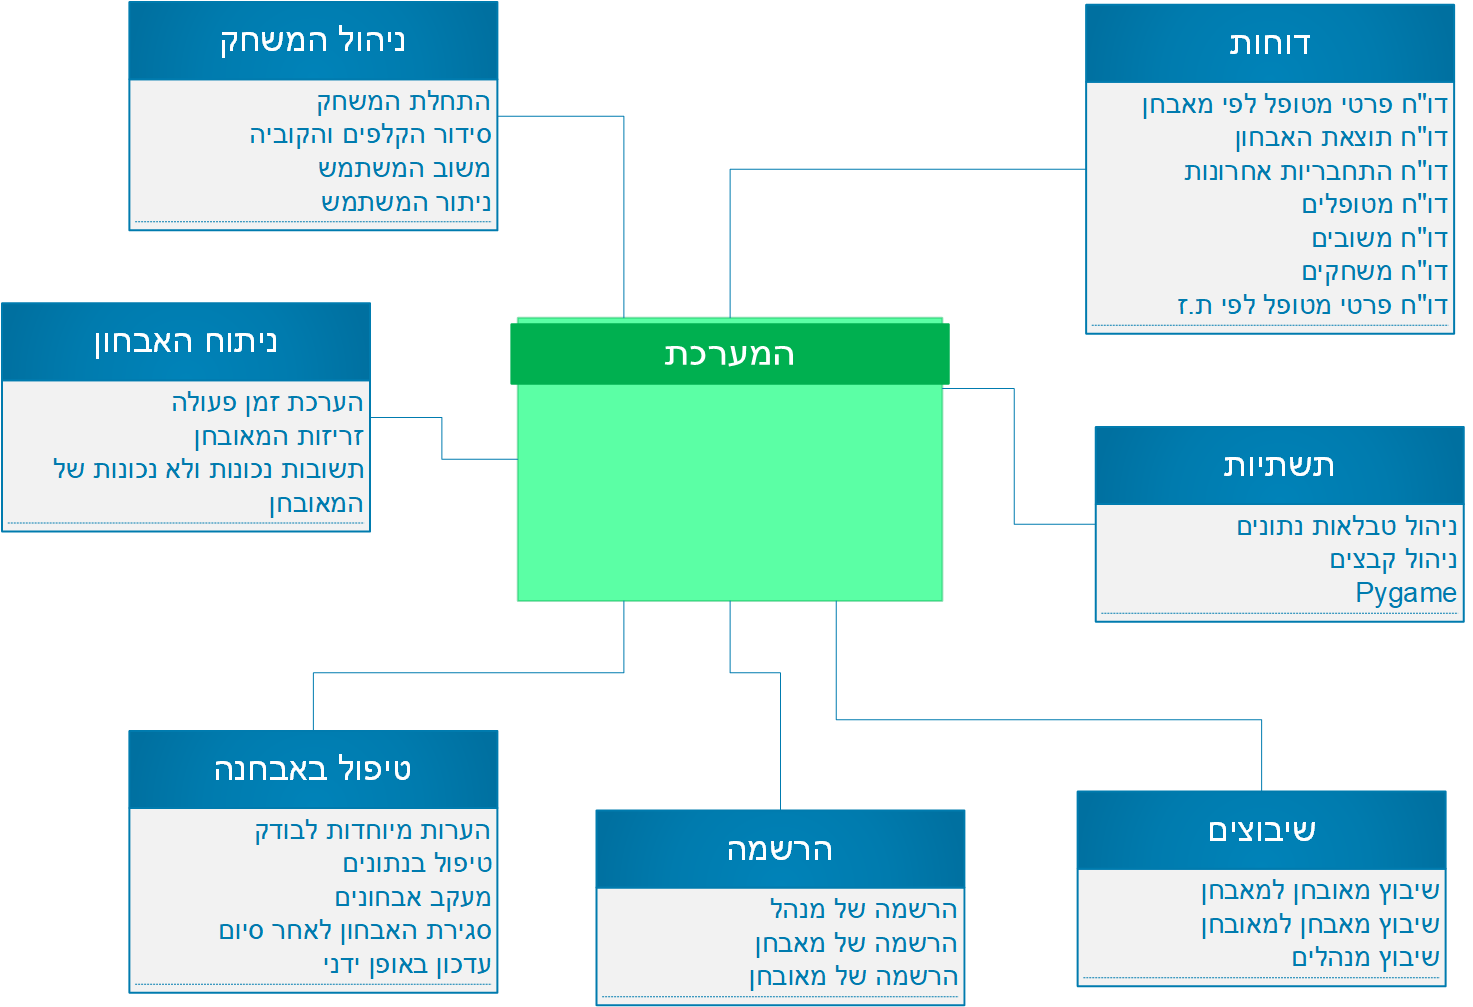 ניהול המשחק
התחלת המשחק
סידור הקלפים והקוביה
משוב המשתמש
ניתור המשתמש
דוחות
דו"ח פרטי מטופל לפי מאבחן
דו"ח תוצאת האבחון
דו"ח התחבריות אחרונות
דו"ח מטופלים
דו"ח משובים
דו"ח משחקים
דו"ח פרטי מטופל לפי ת.ז
ניתוח האבחון
הערכת זמן פעולה
זריזות המאובחן
תשובות נכונות ולא נכונות של
המאובחן
המערכת
תשתיות
ניהול טבלאות נתונים
ניהול קבצים
Pygame
טיפול באבחנה
הערות מיוחדות לבודק
טיפול בנתונים
מעקב אבחונים
סגירת האבחון לאחר סיום
עדכון באופן ידני
הרשמה
הרשמה של מנהל
הרשמה של מאבחן
הרשמה של מאובחן
שיבוצים
שיבוץ מאובחן למאבחן
שיבוץ מאבחן למאובחן
שיבוץ מנהלים